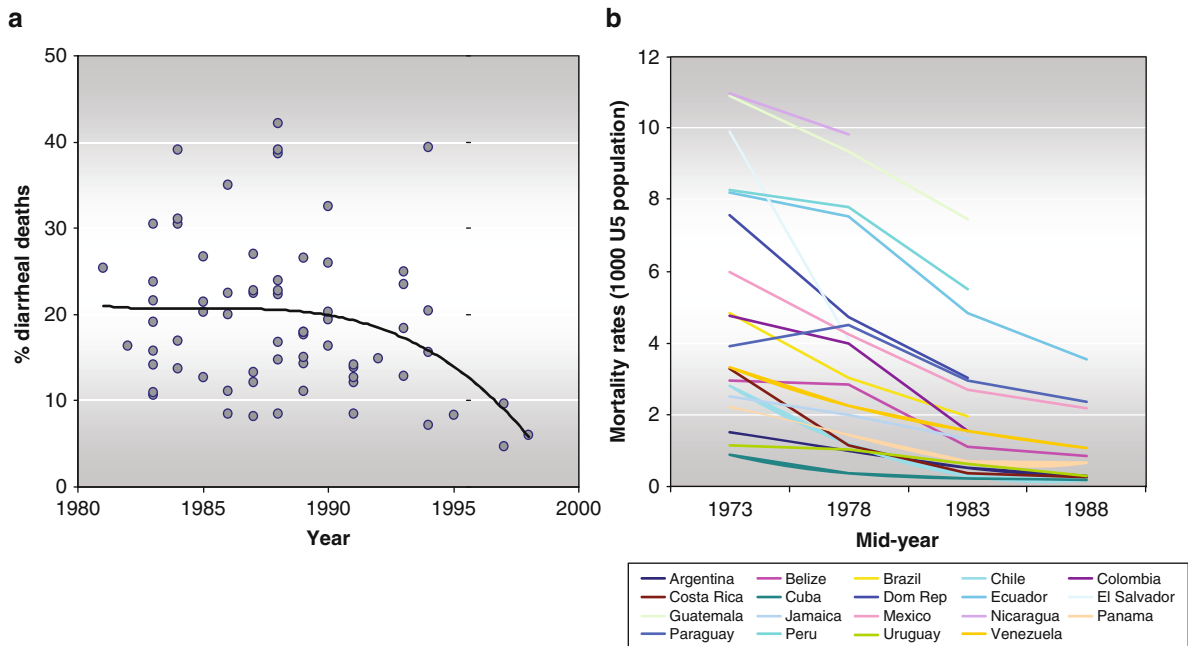 a
50
40
30
20
10
0
% diarrheal deaths
1980 1985 1990 1995 2000
Year
b
12
10
8
6
4
2
0
Mortality rates (1000 U5 population)
1973 1978 1983 1988
Mid-year
Argentina Belize Brazil Chile Colombia
Costa Rica Cuba Dom Rep Ecuador El Salvador
Guatemala Jamaica Mexico Nicaragua Panama
Paraguay Peru Uruguay Venezuela